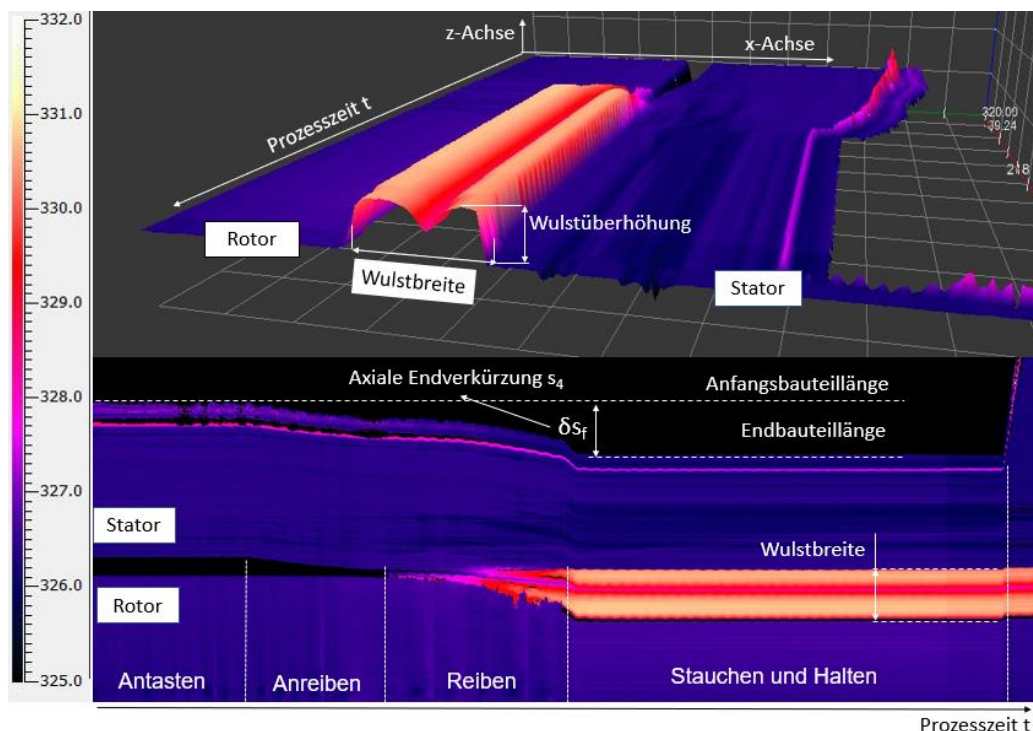 332.0
331.0
330.0
329.0
328.0
327.0
326.0
325.0
z-Achse
x-Achse
Prozesszeit t
320.00
39.24
Rotor
Wulstüberhöhung
Wulstbreite
Stator
Axiale Endverkürzung s₄
Anfangsbauteillänge
δsf
Endbauteillänge
Stator
Wulstbreite
Rotor
Antasten
Anreiben
Reiben
Stauchen und Halten
Prozesszeit t